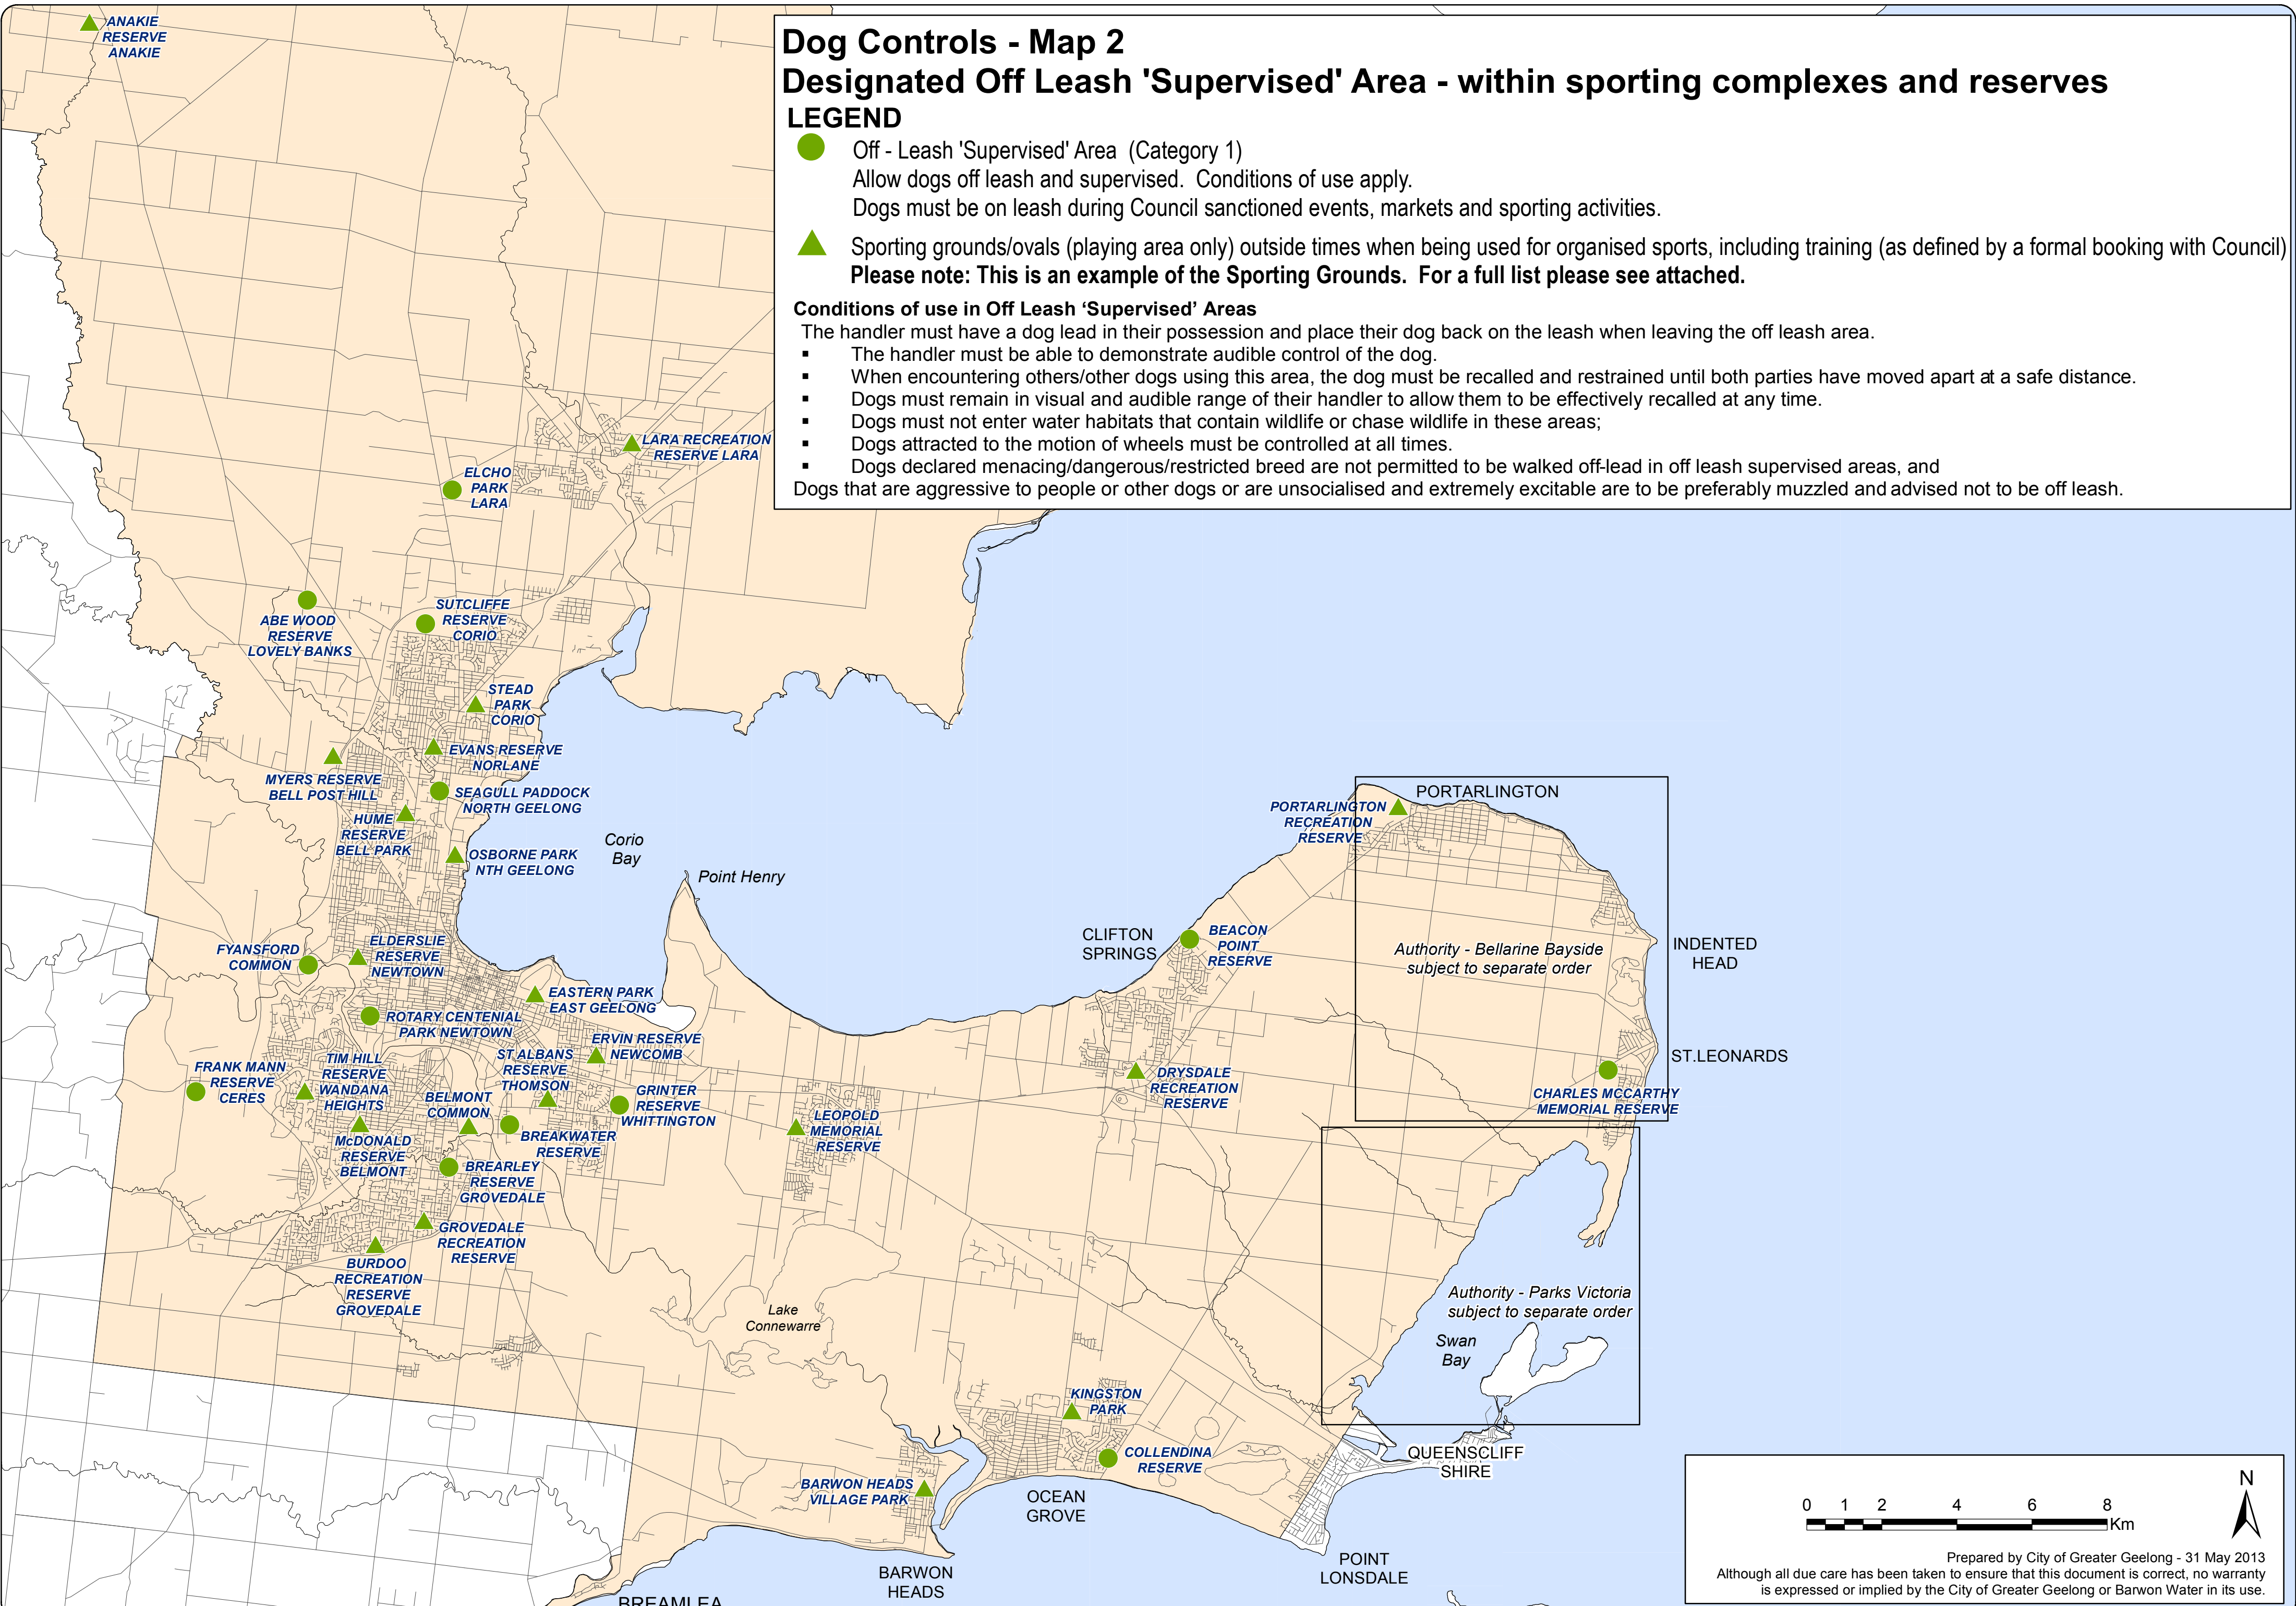 Dog Controls - Map 2
Designated Off Leash 'Supervised' Area - within sporting complexes and reserves
LEGEND
Off - Leash 'Supervised' Area (Category 1)
Allow dogs off leash and supervised. Conditions of use apply.
Dogs must be on leash during Council sanctioned events, markets and sporting activities.
Sporting grounds/ovals (playing area only) outside times when being used for organised sports, including training (as defined by a formal booking with Council)
Please note: This is an example of the Sporting Grounds. For a full list please see attached.
Conditions of use in Off Leash ‘Supervised’ Areas
The handler must have a dog lead in their possession and place their dog back on the leash when leaving the off leash area.
▪ The handler must be able to demonstrate audible control of the dog.
▪ When encountering others/other dogs using this area, the dog must be recalled and restrained until both parties have moved apart at a safe distance.
▪ Dogs must remain in visual and audible range of their handler to allow them to be effectively recalled at any time.
▪ Dogs must not enter water habitats that contain wildlife or chase wildlife in these areas;
▪ Dogs attracted to the motion of wheels must be controlled at all times.
▪ Dogs declared menacing/dangerous/restricted breed are not permitted to be walked off-lead in off leash supervised areas, and
Dogs that are aggressive to people or other dogs or are unsocialised and extremely excitable are to be preferably muzzled and advised not to be off leash.
ANAKIE
RESERVE
ANAKIE
LARA RECREATION
RESERVE LARA
ELCHO
PARK
LARA
ABE WOOD
RESERVE
LOVELY BANKS
SUTCLIFFE
RESERVE
CORIO
STEAD
PARK
CORIO
EVANS RESERVE
NORLANE
MYERS RESERVE
BELL POST HILL
SEAGULL PADDOCK
NORTH GEELONG
HUME
RESERVE
BELL PARK
OSBORNE PARK
NTH GEELONG
Corio
Bay
Point Henry
PORTARLINGTON
RECREATION
RESERVE
PORTARLINGTON
FYANSFORD
COMMON
ELDERSLIE
RESERVE
NEWTOWN
CLIFTON
SPRINGS
BEACON
POINT
RESERVE
Authority - Bellarine Bayside
subject to separate order
INDENTED
HEAD
EASTERN PARK
EAST GEELONG
ROTARY CENTENIAL
PARK NEWTOWN
ERVIN RESERVE
NEWCOMB
ST ALBANS
RESERVE
THOMSON
TIM HILL
RESERVE
WANDANA
HEIGHTS
FRANK MANN
RESERVE
CERES
BELMONT
COMMON
GRINTER
RESERVE
WHITTINGTON
DRYSDALE
RECREATION
RESERVE
ST.LEONARDS
CHARLES MCCARTHY
MEMORIAL RESERVE
LEOPOLD
MEMORIAL
RESERVE
BREAKWATER
RESERVE
McDONALD
RESERVE
BELMONT
BREARLEY
RESERVE
GROVEDALE
GROVEDALE
RECREATION
RESERVE
BURDOO
RECREATION
RESERVE
GROVEDALE
Lake
Connewarre
Authority - Parks Victoria
subject to separate order
Swan
Bay
KINGSTON
PARK
COLLENDINA
RESERVE
QUEENSCLIFF
SHIRE
BARWON HEADS
VILLAGE PARK
OCEAN
GROVE
BARWON
HEADS
POINT
LONSDALE
BREAMLEA
N
0 1 2 4 6 8
Km
Prepared by City of Greater Geelong - 31 May 2013
Although all due care has been taken to ensure that this document is correct, no warranty
is expressed or implied by the City of Greater Geelong or Barwon Water in its use.